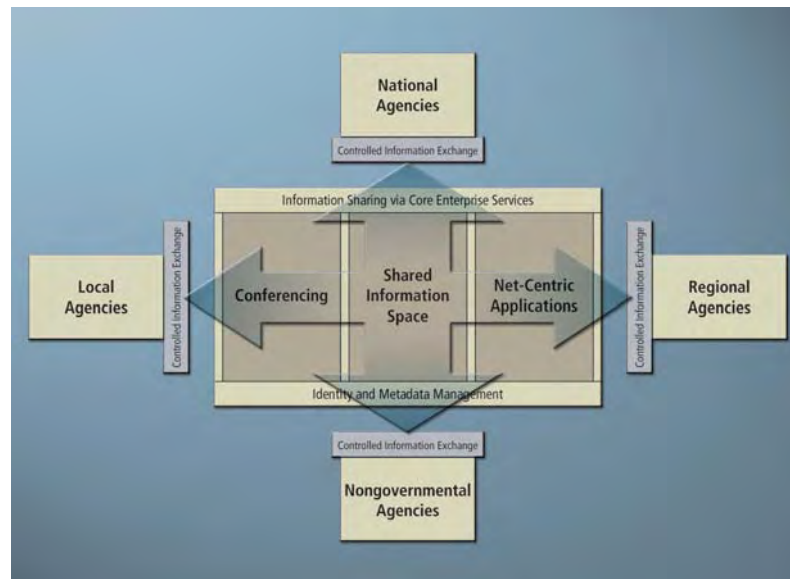 National
Agencies
Controlled Information Exchange
Information Sharing via Core Enterprise Services
Local
Agencies
Controlled Information Exchange
Conferencing
Shared
Information
Space
Net-Centric
Applications
Controlled Information Exchange
Regional
Agencies
Identity and Metadata Management
Controlled Information Exchange
Nongovernmental
Agencies